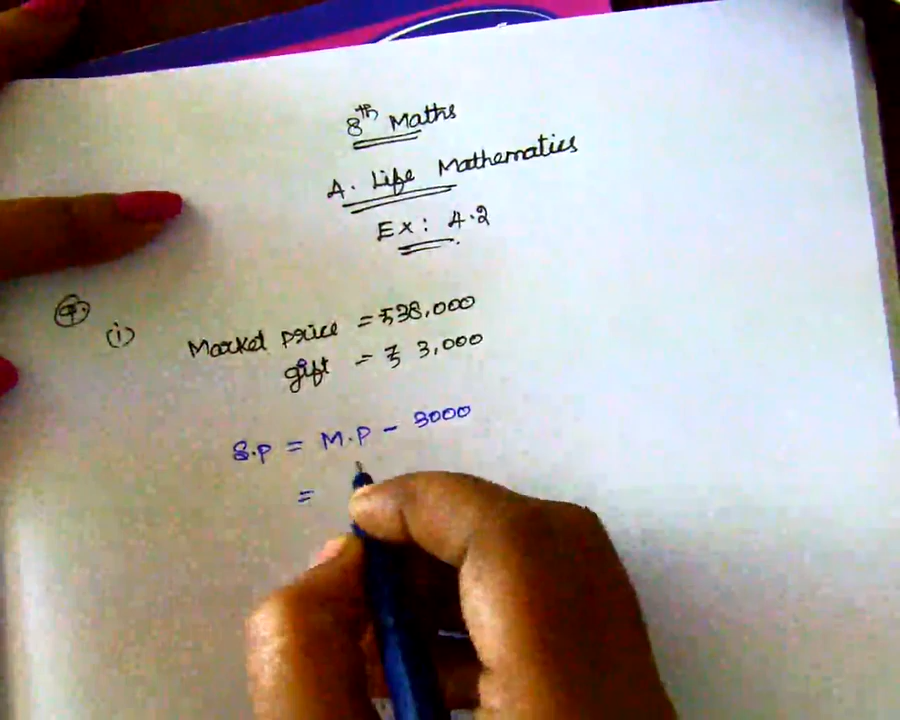 8th Maths
4. Life Mathematics
Ex: 4.2
9.
(i) Market price = ₹38,000
gift = ₹ 3,000
S.P = M.P - 3000
=